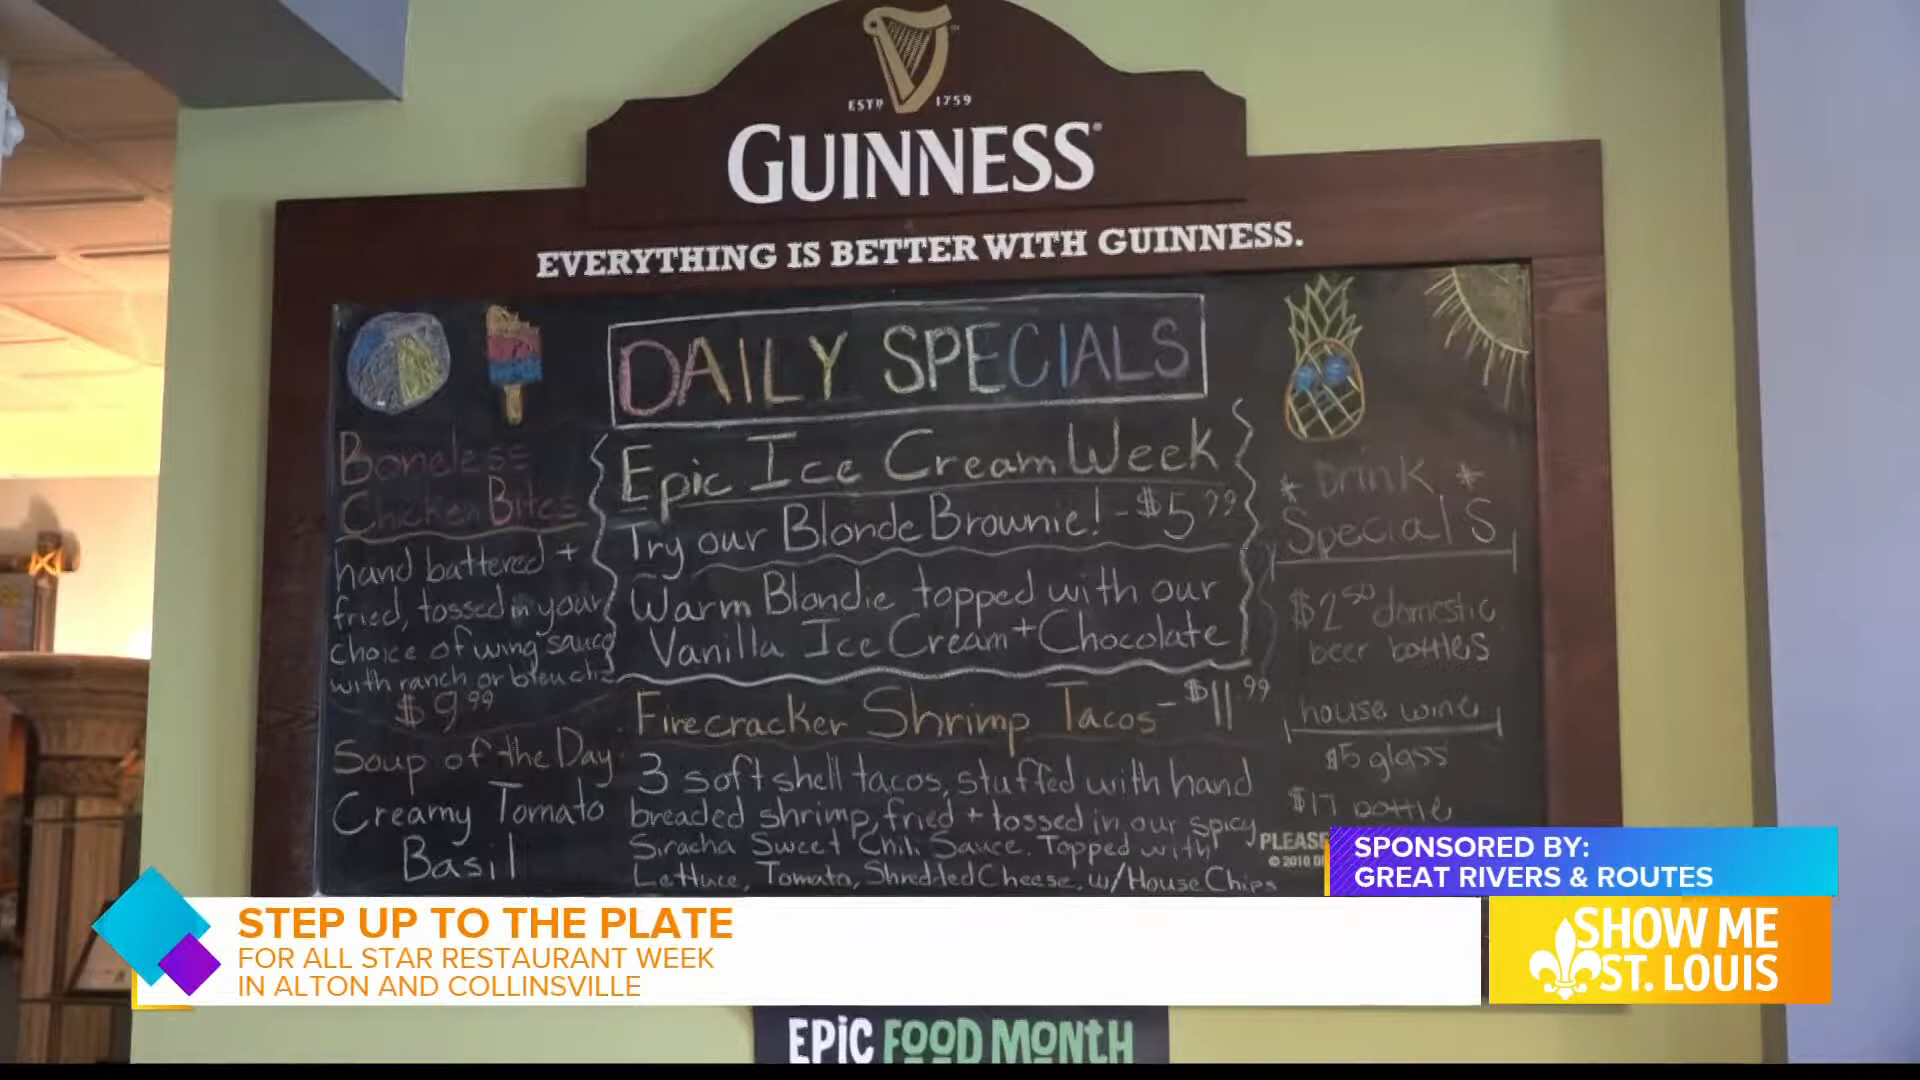 ESTD 1759
GUINNESS
EVERYTHING IS BETTER WITH GUINNESS.
DAILY SPECIALS
Boneless
Chicken Bites
hand battered +
fried, tossed in your
choice of wing sauce
with ranch or bleu chz
$9.99
Soup of the Day
Creamy Tomato
Basil
Epic Ice Cream Week
Try our Blonde Brownie! - $5.99
Warm Blondie topped with our
Vanilla Ice Cream + Chocolate
Firecracker Shrimp Tacos - $11.99
3 soft shell tacos, stuffed with hand
breaded shrimp, fried + tossed in our spicy
Siracha Sweet Chili Sauce. Topped with
Lettuce, Tomato, Shredded Cheese, w/ House Chips
* Drink *
Specials
$2.50 domestic
beer bottles
house wine
$5 glass
$17 bottle
PLEASE
© 2010
SPONSORED BY:
GREAT RIVERS & ROUTES
STEP UP TO THE PLATE
FOR ALL STAR RESTAURANT WEEK
IN ALTON AND COLLINSVILLE
SHOW ME
ST. LOUIS
EPIC FOOD MONTH